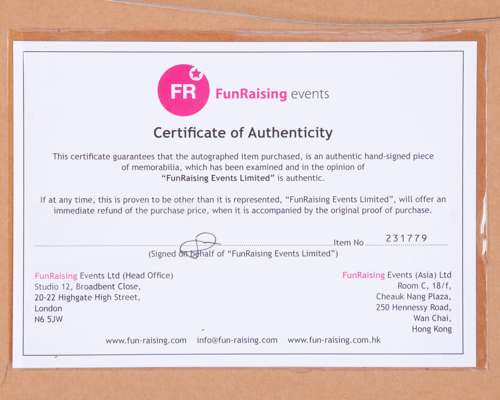 FR
FunRaising events
Certificate of Authenticity
This certificate guarantees that the autographed item purchased, is an authentic hand-signed piece
of memorabilia, which has been examined and in the opinion of
"FunRaising Events Limited" is authentic.
If at any time, this is proven to be other than it is represented, "FunRaising Events Limited", will offer an
immediate refund of the purchase price, when it is accompanied by the original proof of purchase.
Item No 231779
(Signed on behalf of "FunRaising Events Limited")
FunRaising Events Ltd (Head Office)
Studio 12, Broadbent Close,
20-22 Highgate High Street,
London
N6 5JW
FunRaising Events (Asia) Ltd
Room C, 18/f,
Cheauk Nang Plaza,
250 Hennessy Road,
Wan Chai,
Hong Kong
www.fun-raising.com info@fun-raising.com www.fun-raising.com.hk